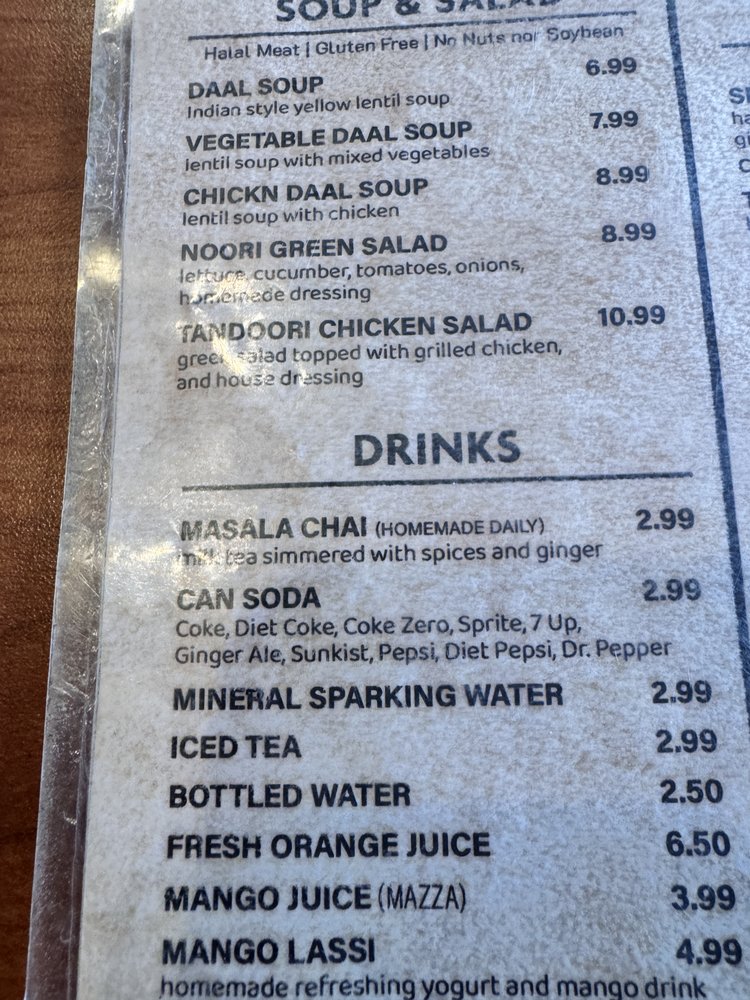 SOUP & SALAD
Halal Meat | Gluten Free | No Nuts nor Soybean
DAAL SOUP 6.99
Indian style yellow lentil soup
VEGETABLE DAAL SOUP 7.99
lentil soup with mixed vegetables
CHICKN DAAL SOUP 8.99
lentil soup with chicken
NOORI GREEN SALAD 8.99
lettuce, cucumber, tomatoes, onions,
homemade dressing
TANDOORI CHICKEN SALAD 10.99
green salad topped with grilled chicken,
and house dressing
DRINKS
MASALA CHAI (HOMEMADE DAILY) 2.99
milk tea simmered with spices and ginger
CAN SODA 2.99
Coke, Diet Coke, Coke Zero, Sprite, 7 Up,
Ginger Ale, Sunkist, Pepsi, Diet Pepsi, Dr. Pepper
MINERAL SPARKING WATER 2.99
ICED TEA 2.99
BOTTLED WATER 2.50
FRESH ORANGE JUICE 6.50
MANGO JUICE (MAZZA) 3.99
MANGO LASSI 4.99
homemade refreshing yogurt and mango drink